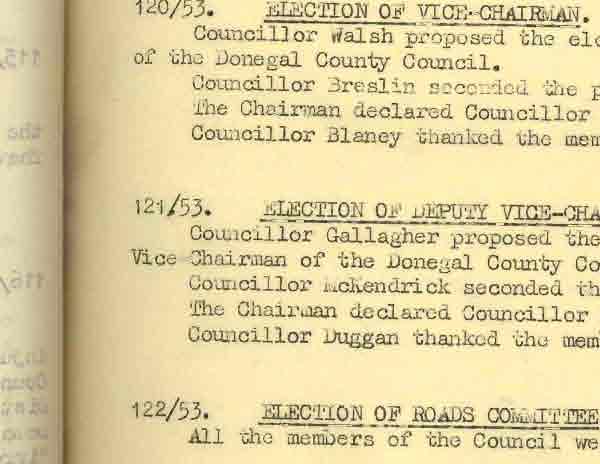 120/53. ELECTION OF VICE-CHAIRMAN.
Councillor Walsh proposed the ele
of the Donegal County Council.
Councillor Breslin seconded the p
The Chairman declared Councillor
Councillor Blaney thanked the mem
121/53. ELECTION OF DEPUTY VICE-CHA
Councillor Gallagher proposed the
Vice Chairman of the Donegal County Co
Councillor McKendrick seconded th
The Chairman declared Councillor
Councillor Duggan thanked the memb
122/53. ELECTION OF ROADS COMMITTEE
All the members of the Council we